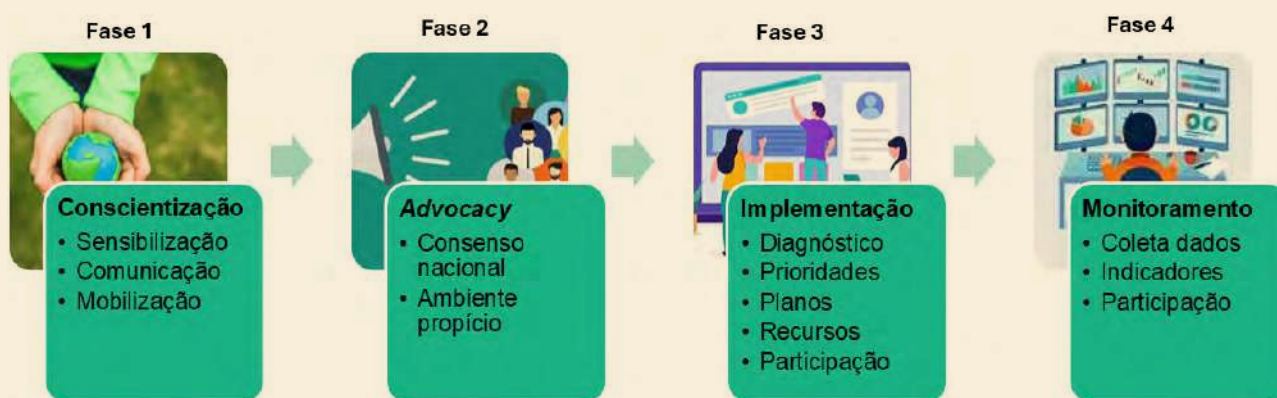 Fase 1
Conscientização
• Sensibilização
• Comunicação
• Mobilização
Fase 2
Advocacy
• Consenso
nacional
• Ambiente
propício
Fase 3
Implementação
• Diagnóstico
• Prioridades
• Planos
• Recursos
• Participação
Fase 4
Monitoramento
• Coleta dados
• Indicadores
• Participação